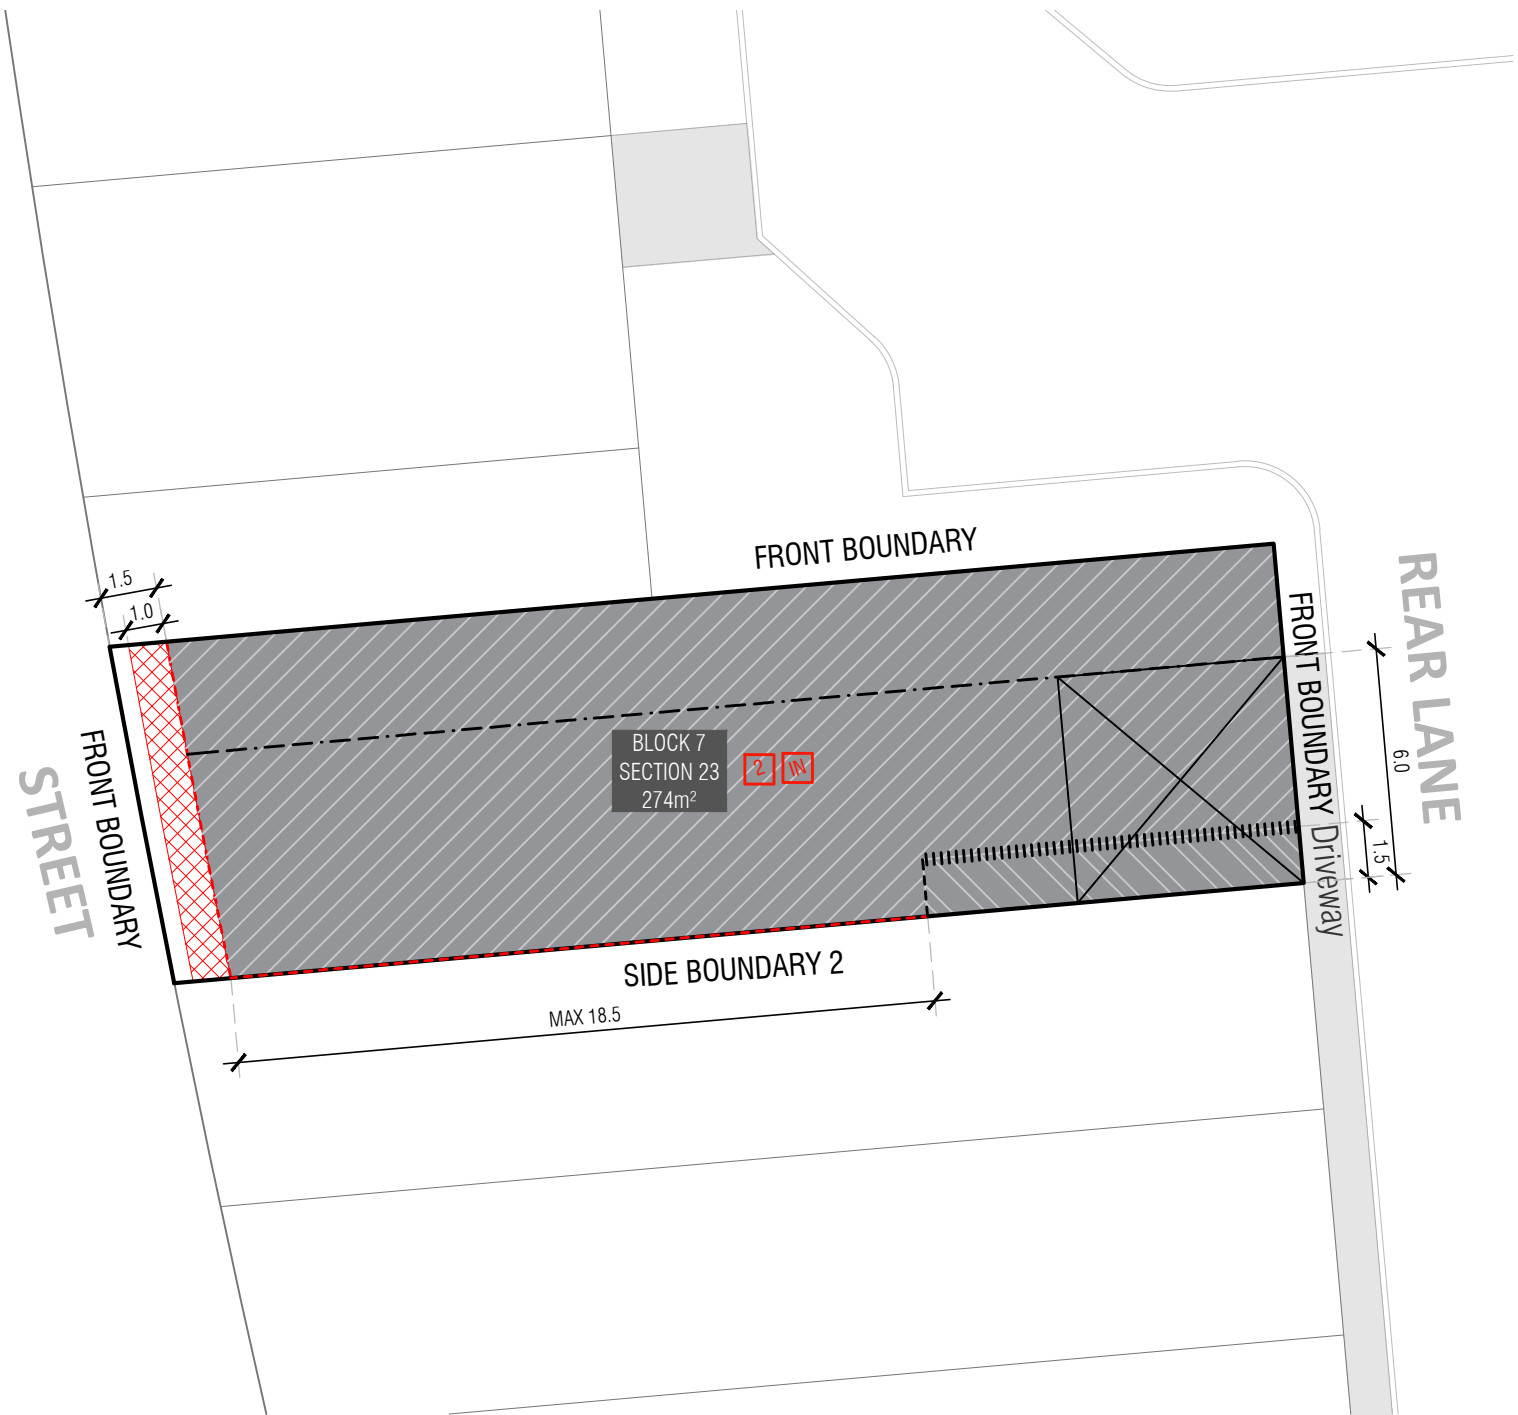 FRONT BOUNDARY
1.5
1.0
REAR LANE
FRONT BOUNDARY
BLOCK 7
SECTION 23
274m²
2
IN
6.0
1.5
Driveway
STREET
FRONT BOUNDARY
SIDE BOUNDARY 2
MAX 18.5